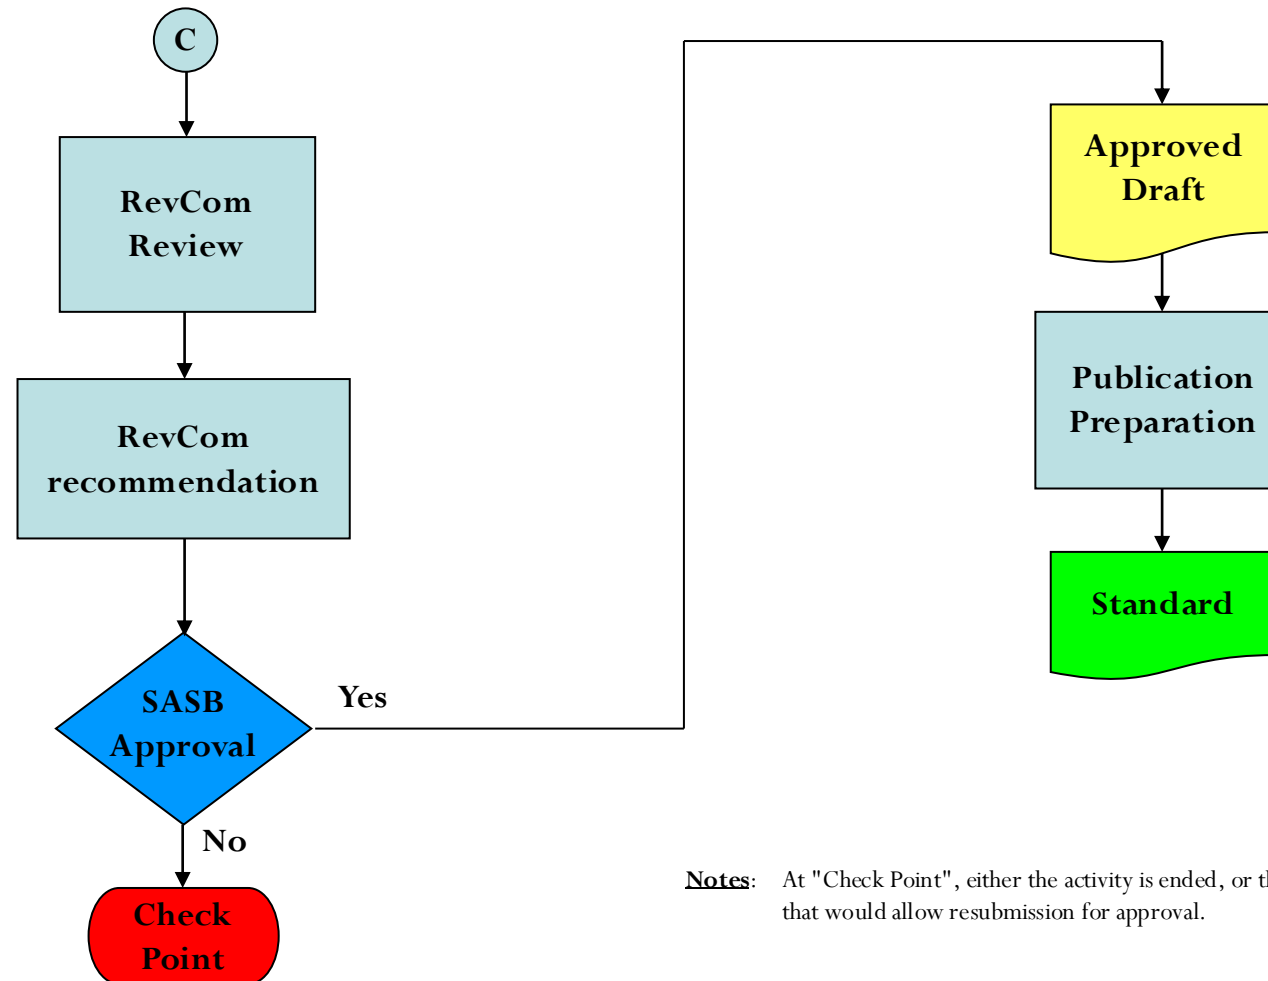 C
RevCom
Review
RevCom
recommendation
SASB
Approval
Yes
No
Check
Point
Approved
Draft
Publication
Preparation
Standard
Notes: At "Check Point", either the activity is ended, or
that would allow resubmission for approval.